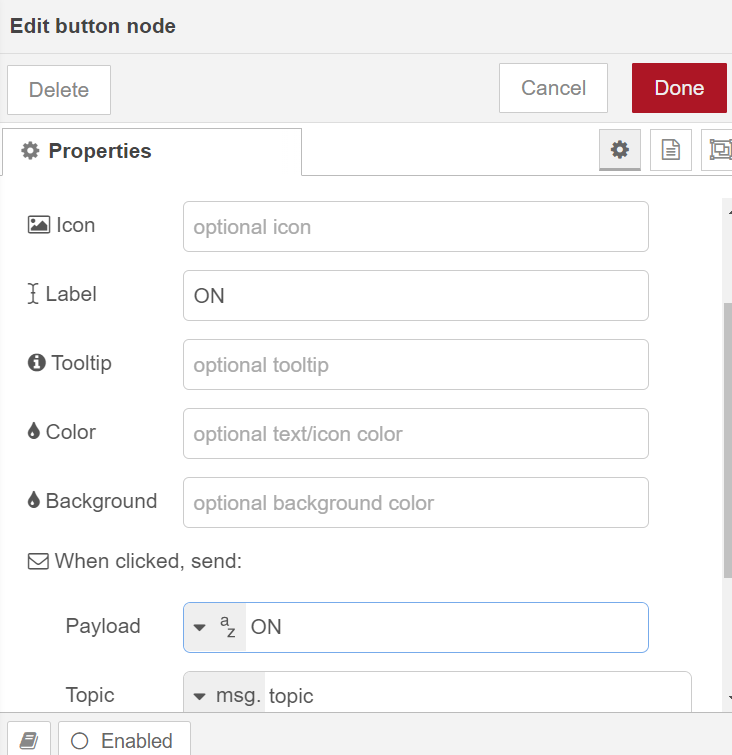 Edit button node
Delete
Cancel
Done
Properties
Icon
optional icon
Label
ON
Tooltip
optional tooltip
Color
optional text/icon color
Background
optional background color
When clicked, send:
Payload
a z ON
Topic
msg. topic
Enabled